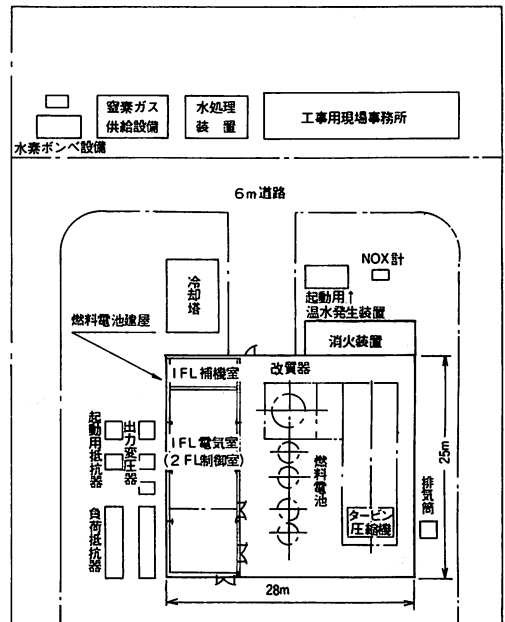 窒素ガス
供給設備
水処理
装置
工事用現場事務所
水素ボンベ設備
6m道路
冷却塔
NOX計
起動用↑
温水発生装置
消火装置
燃料電池建屋
1FL補機室
改質器
起動用抵抗器
出力変圧器
1FL電気室
(2FL制御室)
燃料電池
25m
排気筒
タービン
圧縮機
負荷抵抗器
28m